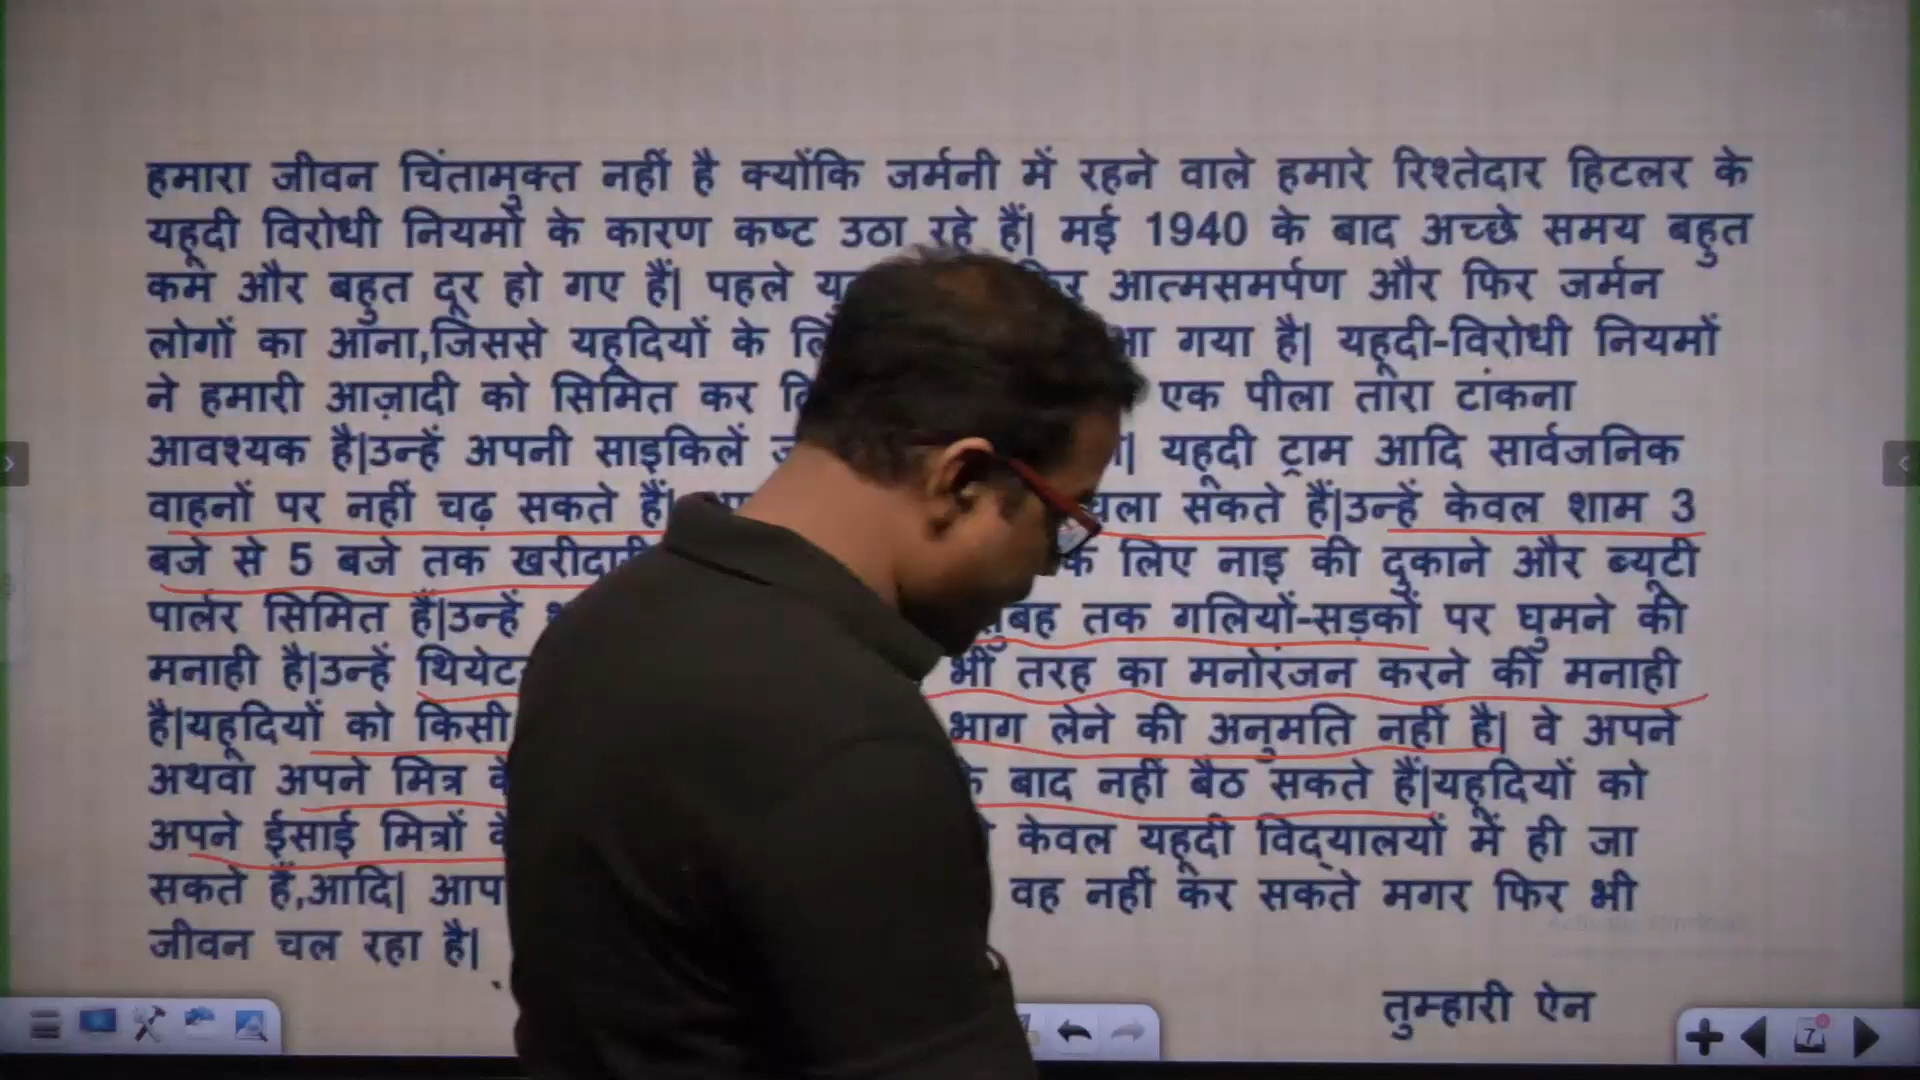 हमारा जीवन चिंतामुक्त नहीं है क्योंकि जर्मनी में रहने वाले हमारे रिश्तेदार हिटलर के
यहूदी विरोधी नियमों के कारण कष्ट उठा रहे हैं| मई 1940 के बाद अच्छे समय बहुत
कम और बहुत दूर हो गए हैं| पहले आत्मसमर्पण और फिर जर्मन
लोगों का आना,जिससे यहूदियों के गया है| यहूदी-विरोधी नियमों
ने हमारी आज़ादी को सिमित कर एक पीला तारा टांकना
आवश्यक है|उन्हें अपनी साइकिलें यहूदी ट्राम आदि सार्वजनिक
वाहनों पर नहीं चढ़ सकते हैं| चला सकते हैं|उन्हें केवल शाम 3
बजे से 5 बजे तक के लिए नाइ की दुकाने और ब्यूटी
पार्लर सिमित हैं|उन्हें तक गलियों-सड़कों पर घुमने की
मनाही है|उन्हें भी तरह का मनोरंजन करने की मनाही
है|यहूदियों को किसी भाग लेने की अनुमति नहीं है| वे अपने
अथवा अपने मित्र बाद नहीं बैठ सकते हैं|यहूदियों को
अपने ईसाई मित्रों केवल यहूदी विद्यालयों में ही जा
सकते हैं,आदि| आप वह नहीं कर सकते मगर फिर भी
जीवन चल रहा है|
तुम्हारी ऐन
7